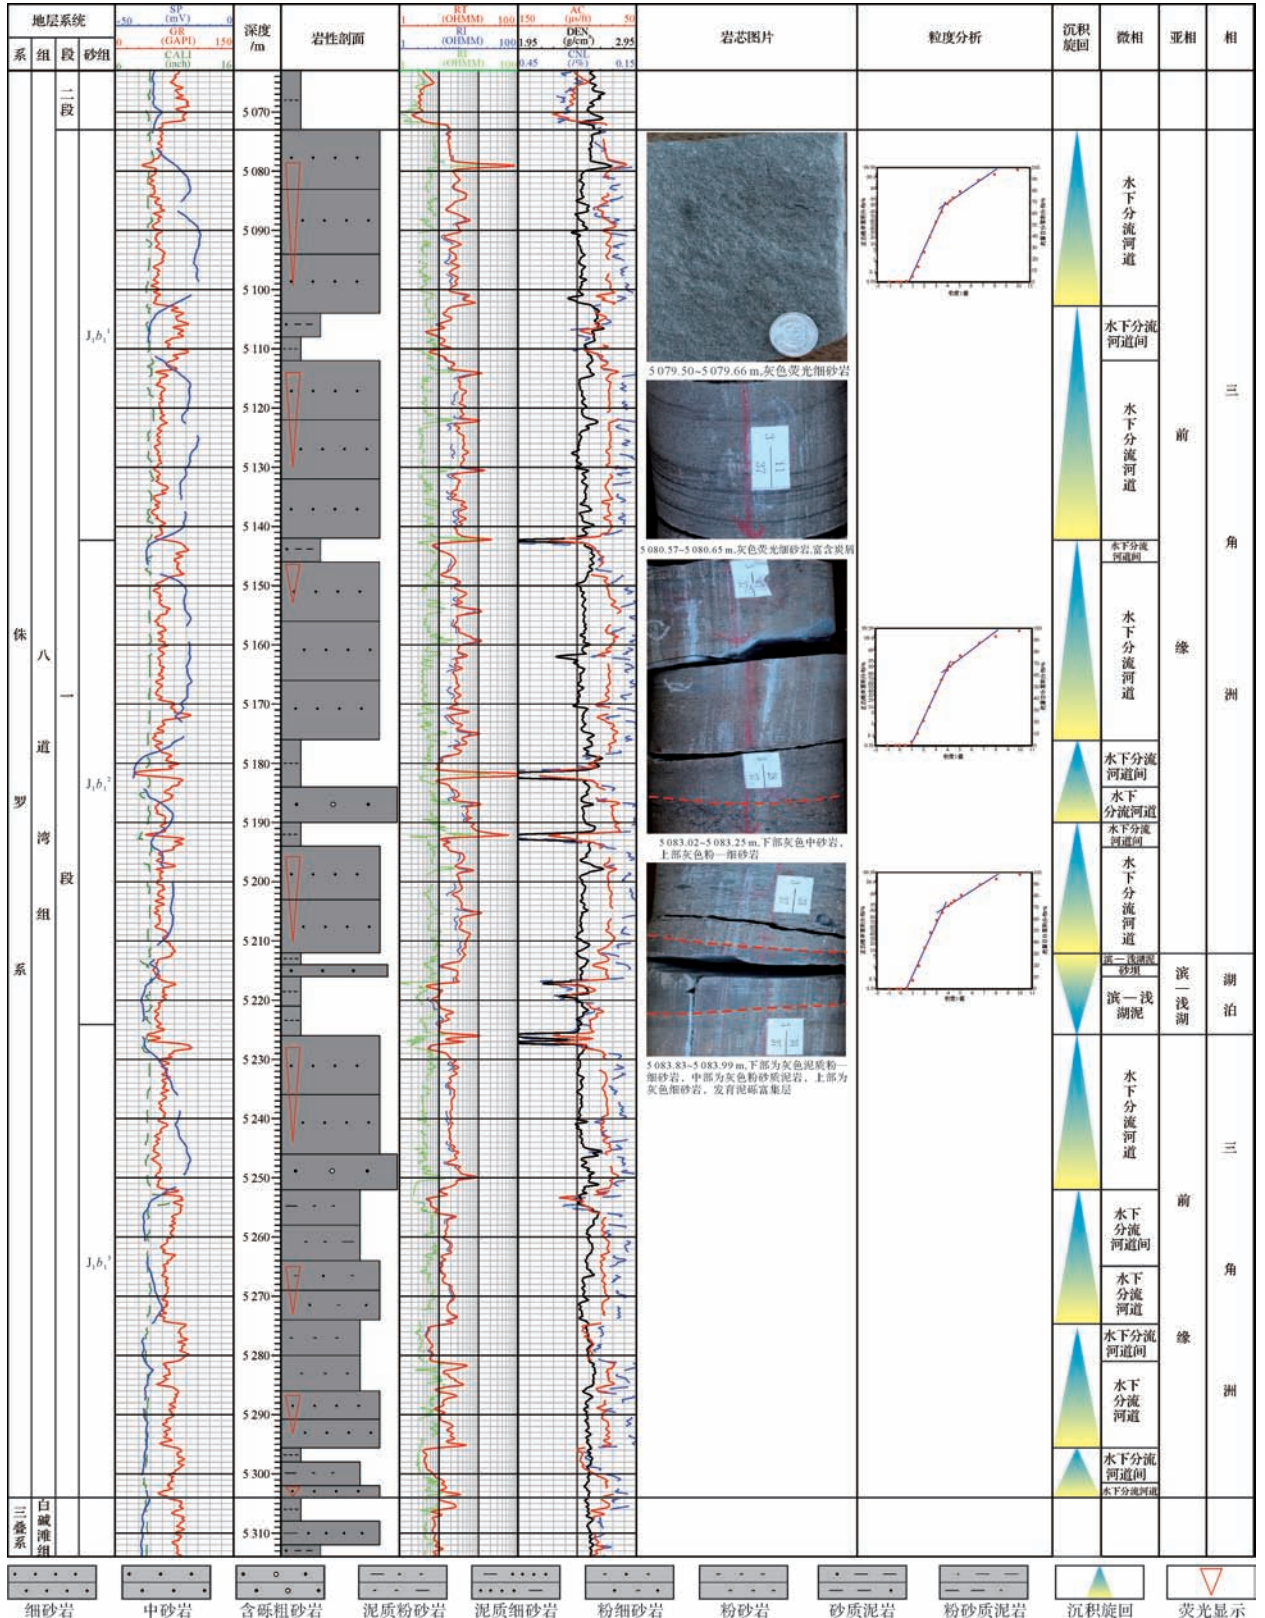 地层系统
系 组 段 砂组
-50 SP (mV) 0
0 GR (GAPI) 150
6 CALI (inch) 16
深度/m
岩性剖面
1 RT (OHMM) 100
1 RI (OHMM) 100
1 (OHMM) 100
150 AC (μs/ft) 50
1.95 DEN (g/cm³) 2.95
0.45 CNL (/%) 0.15
岩芯图片
粒度分析
沉积旋回
微相
亚相
相
侏罗系
三叠系
八道湾组
白碱滩组
二段
一段
J₁b₁¹
J₁b₁²
J₁b₁³
5 070
5 080
5 090
5 100
5 110
5 120
5 130
5 140
5 150
5 160
5 170
5 180
5 190
5 200
5 210
5 220
5 230
5 240
5 250
5 260
5 270
5 280
5 290
5 300
5 310
5 079.50~5 079.66 m,灰色荧光细砂岩
5 080.57~5 080.65 m,灰色荧光细砂岩,富含炭屑
5 083.02~5 083.25 m,下部灰色中砂岩、
上部灰色粉—细砂岩
5 083.83~5 083.99 m,下部为灰色泥质粉—
细砂岩、中部为灰色粉砂质泥岩、上部为
灰色细砂岩、发育泥砾富集层
水下分流河道
水下分流
河道间
水下分流河道
水下分流
河道间
水下分流河道
水下分流
河道间
水下
分流河道
水下分流
河道间
水下分流河道
滨—浅湖泥
砂坝
滨—浅
湖泥
水下分流河道
水下
分流
河道间
水下
分流
河道
水下分流
河道间
水下
分流
河道
水下分流
河道间
水下分流河道
前缘
滨—浅湖
前缘
三角洲
湖泊
三角洲
细砂岩
中砂岩
含砾粗砂岩
泥质粉砂岩
泥质细砂岩
粉细砂岩
粉砂岩
砂质泥岩
粉砂质泥岩
沉积旋回
荧光显示